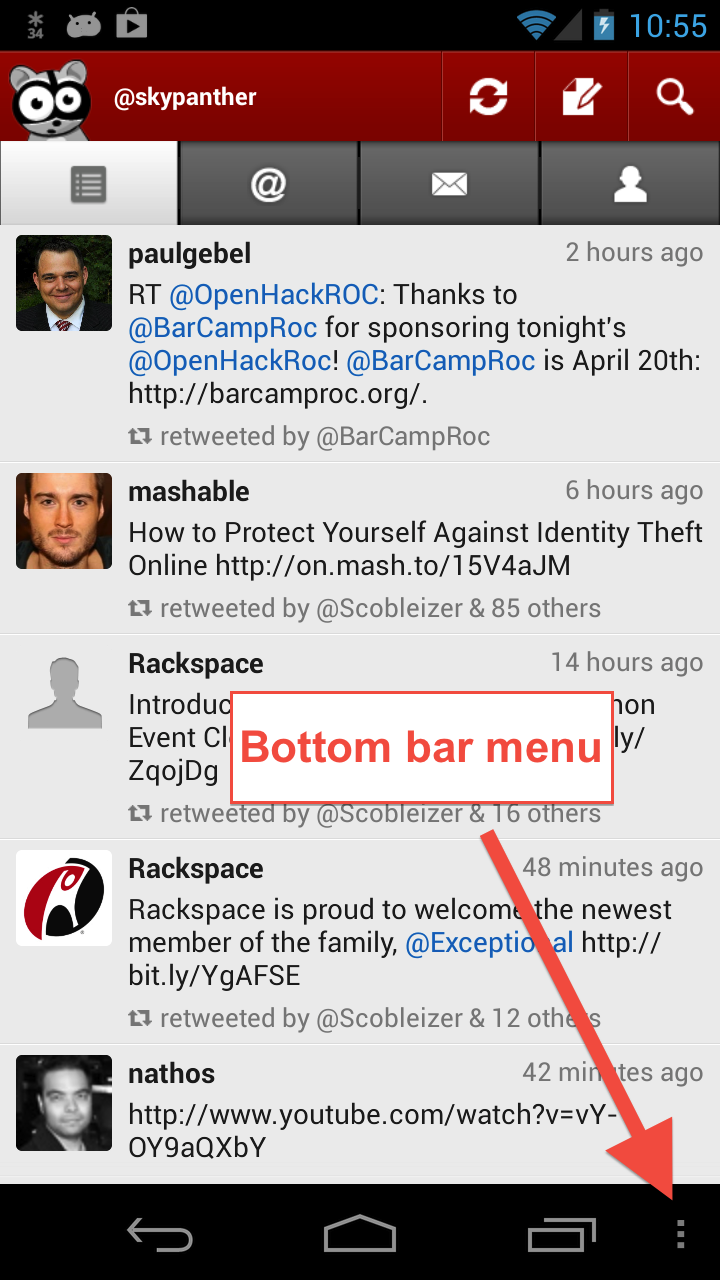 34
10:55
@skypanther
@
paulgebel
2 hours ago
RT @OpenHackROC: Thanks to
@BarCampRoc for sponsoring tonight's
@OpenHackRoc! @BarCampRoc is April 20th:
http://barcamproc.org/.
retweeted by @BarCampRoc
mashable
6 hours ago
How to Protect Yourself Against Identity Theft
Online http://on.mash.to/15V4aJM
retweeted by @Scobleizer & 85 others
Rackspace
14 hours ago
Event
ly/
ZqojDg
Bottom bar menu
retweeted by @Scobleizer & 16 others
Rackspace
48 minutes ago
Rackspace is proud to welcome the newest
member of the family, @Exceptional http://
bit.ly/YgAFSE
retweeted by @Scobleizer & 12 others
nathos
42 minutes ago
http://www.youtube.com/watch?v=vY-
OY9aQXbY